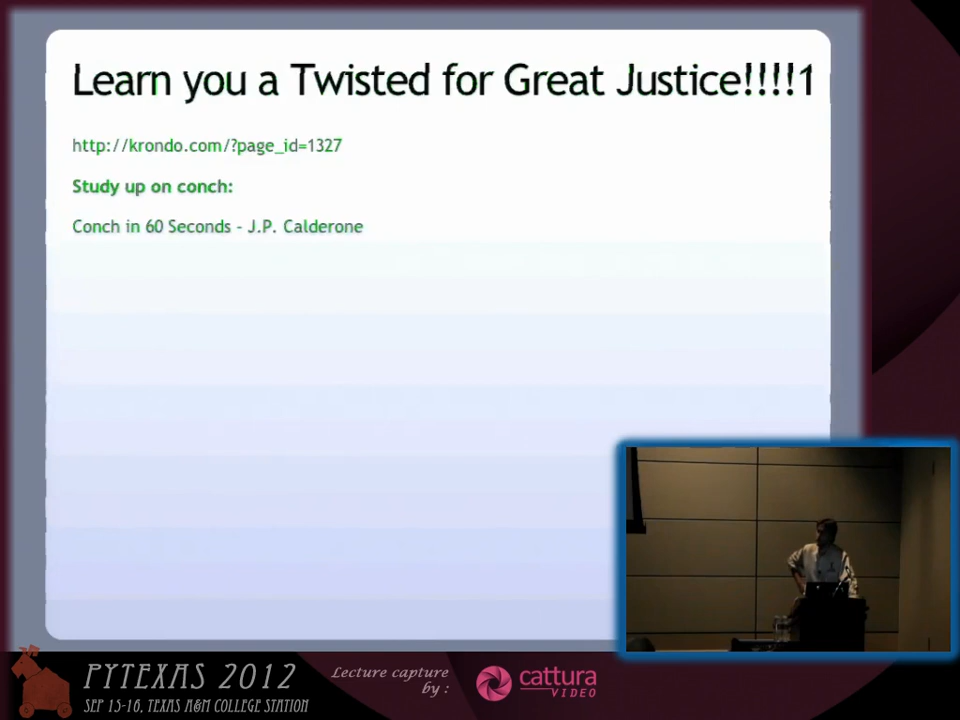 Learn you a Twisted for Great Justice!!!!1
http://krondo.com/?page_id=1327
Study up on conch:
Conch in 60 Seconds - J.P. Calderone
PYTEXAS 2012
SEP 15-16, TEXAS A&M COLLEGE STATION
Lecture capture
by :
cattura
VIDEO